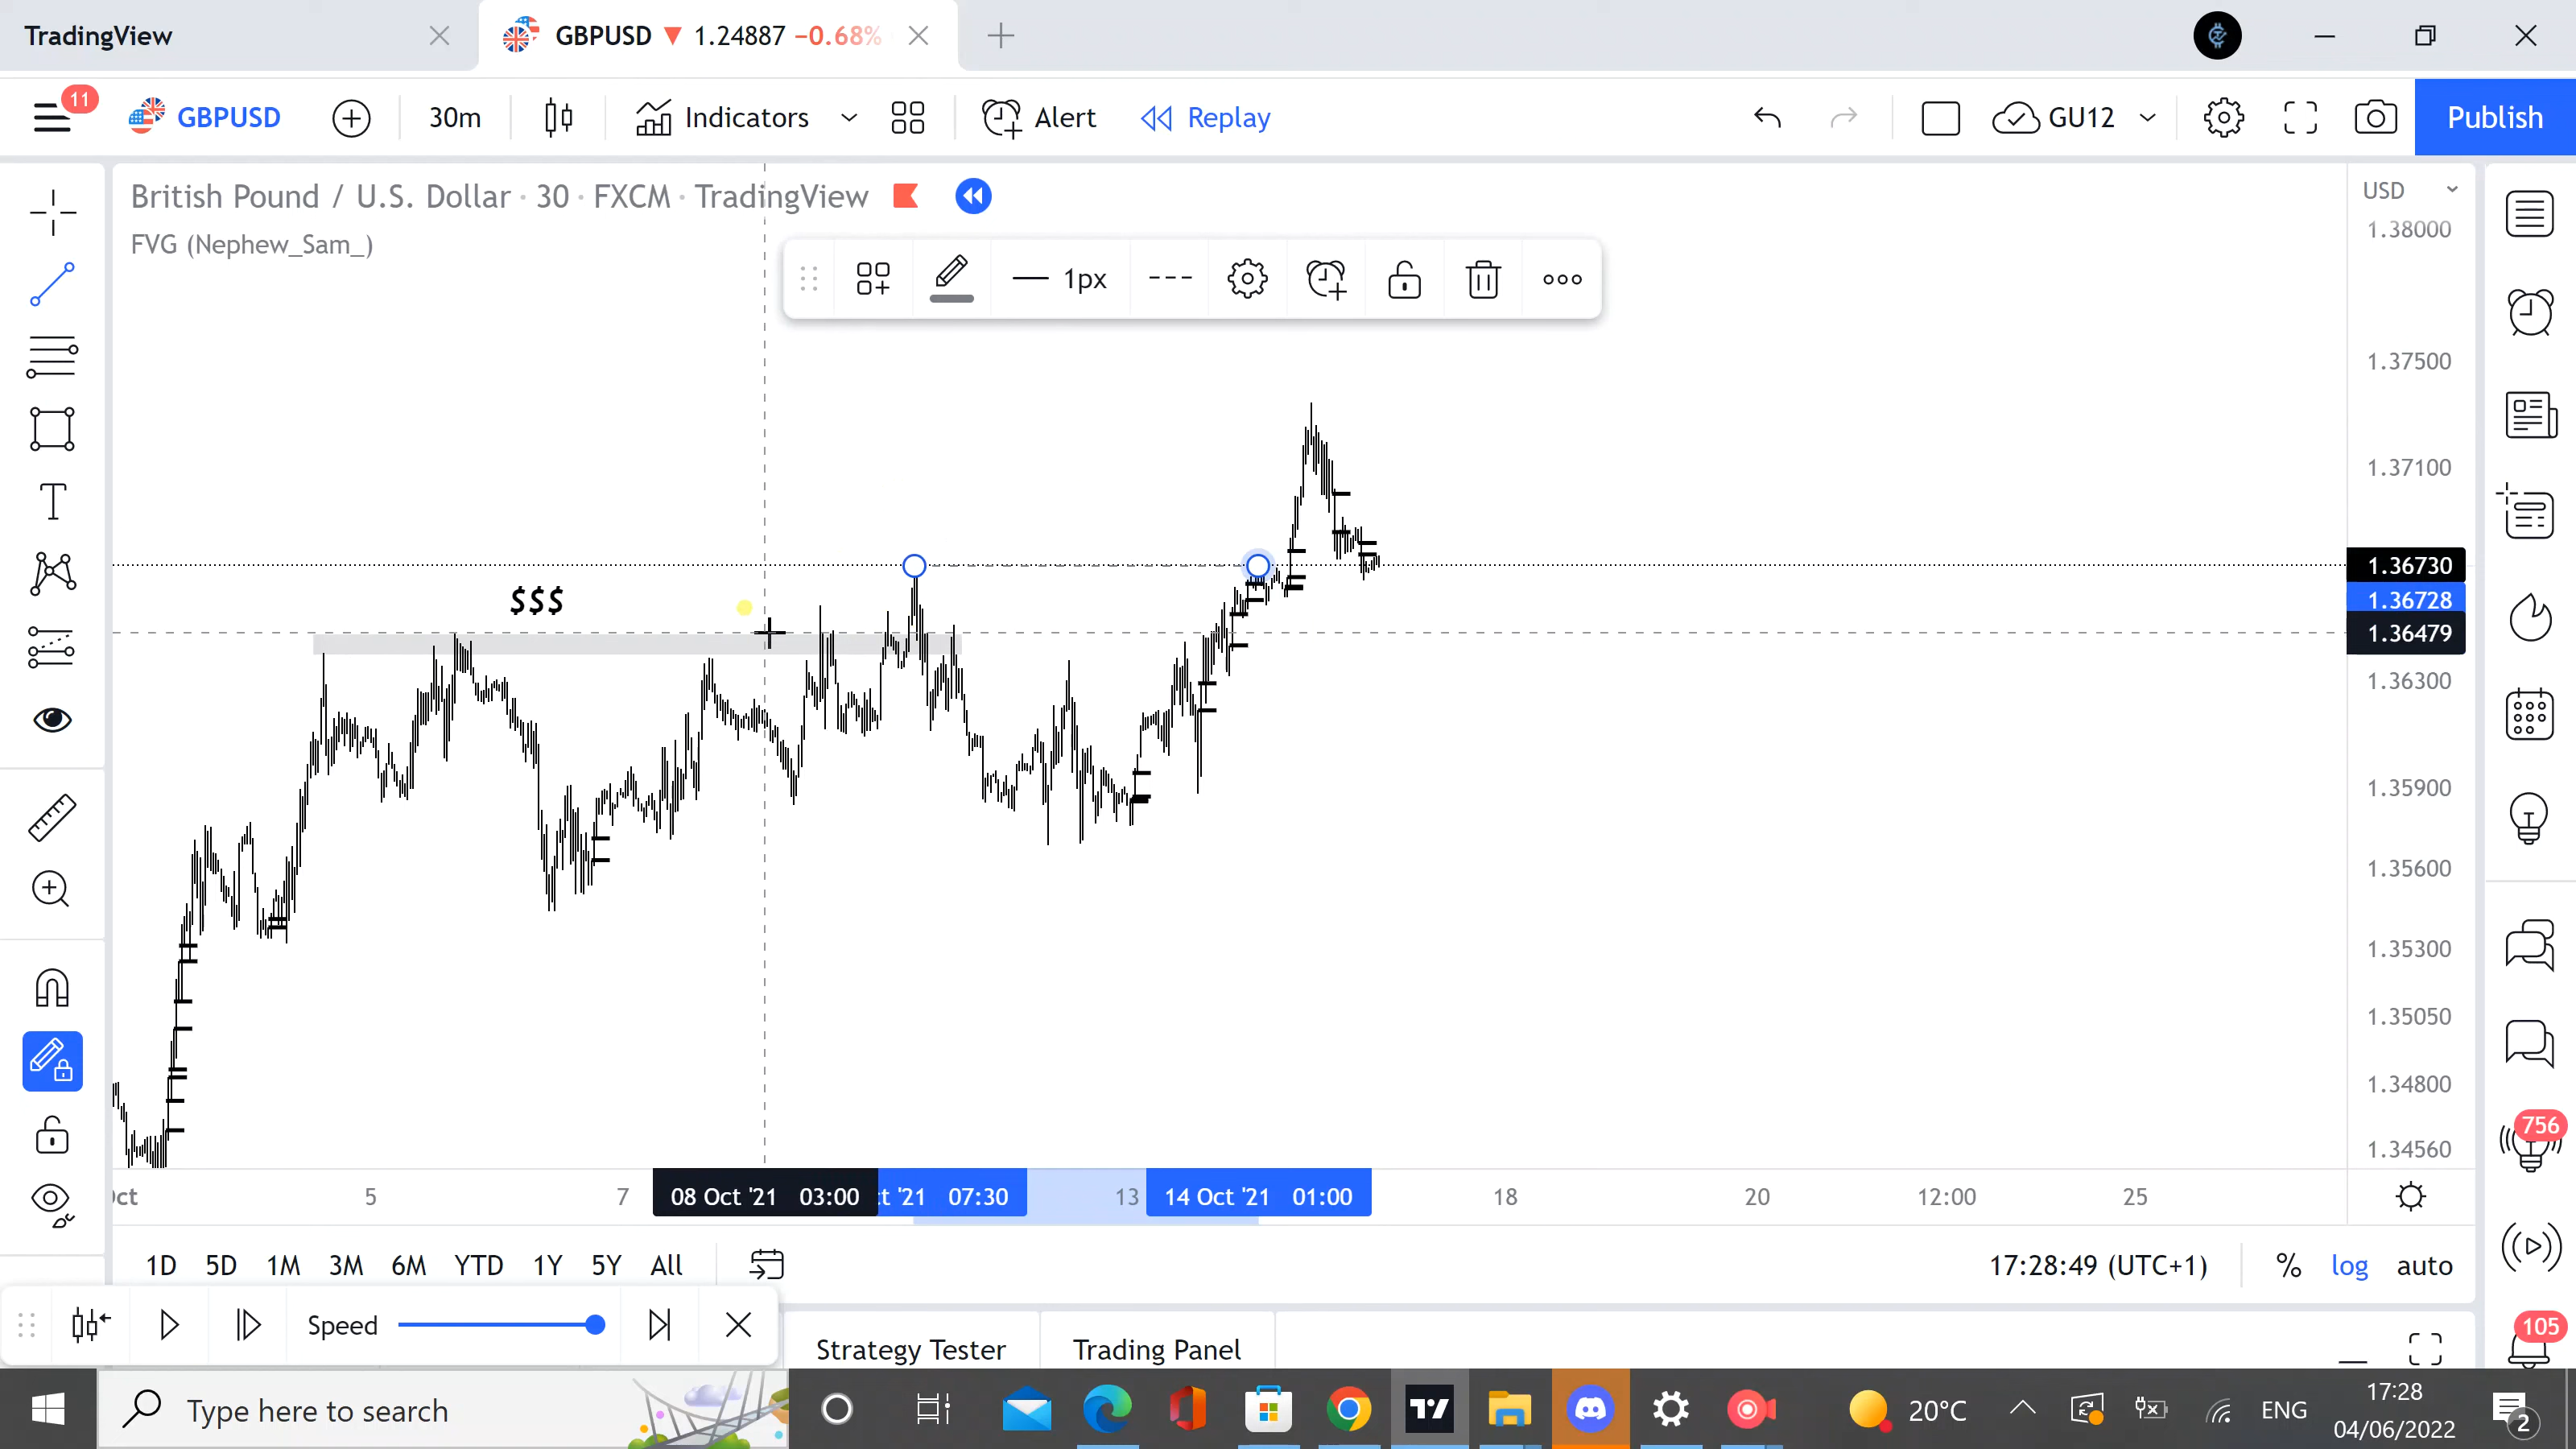 TradingView
GBPUSD ▼ 1.24887 −0.68%
11
GBPUSD
30m
Indicators
Alert
Replay
GU12
Publish
British Pound / U.S. Dollar · 30 · FXCM · TradingView
FVG (Nephew_Sam_)
1px
$$$
USD
1.38000
1.37500
1.37100
1.36730
1.36728
1.36479
1.36300
1.35900
1.35600
1.35300
1.35050
1.34800
1.34560
5
7
08 Oct '21 03:00
'21 07:30
13
14 Oct '21 01:00
18
20
12:00
25
1D 5D 1M 3M 6M YTD 1Y 5Y All
17:28:49 (UTC+1)
%
log
auto
Speed
Strategy Tester
Trading Panel
756
105
Type here to search
20°C
ENG
17:28
04/06/2022
2